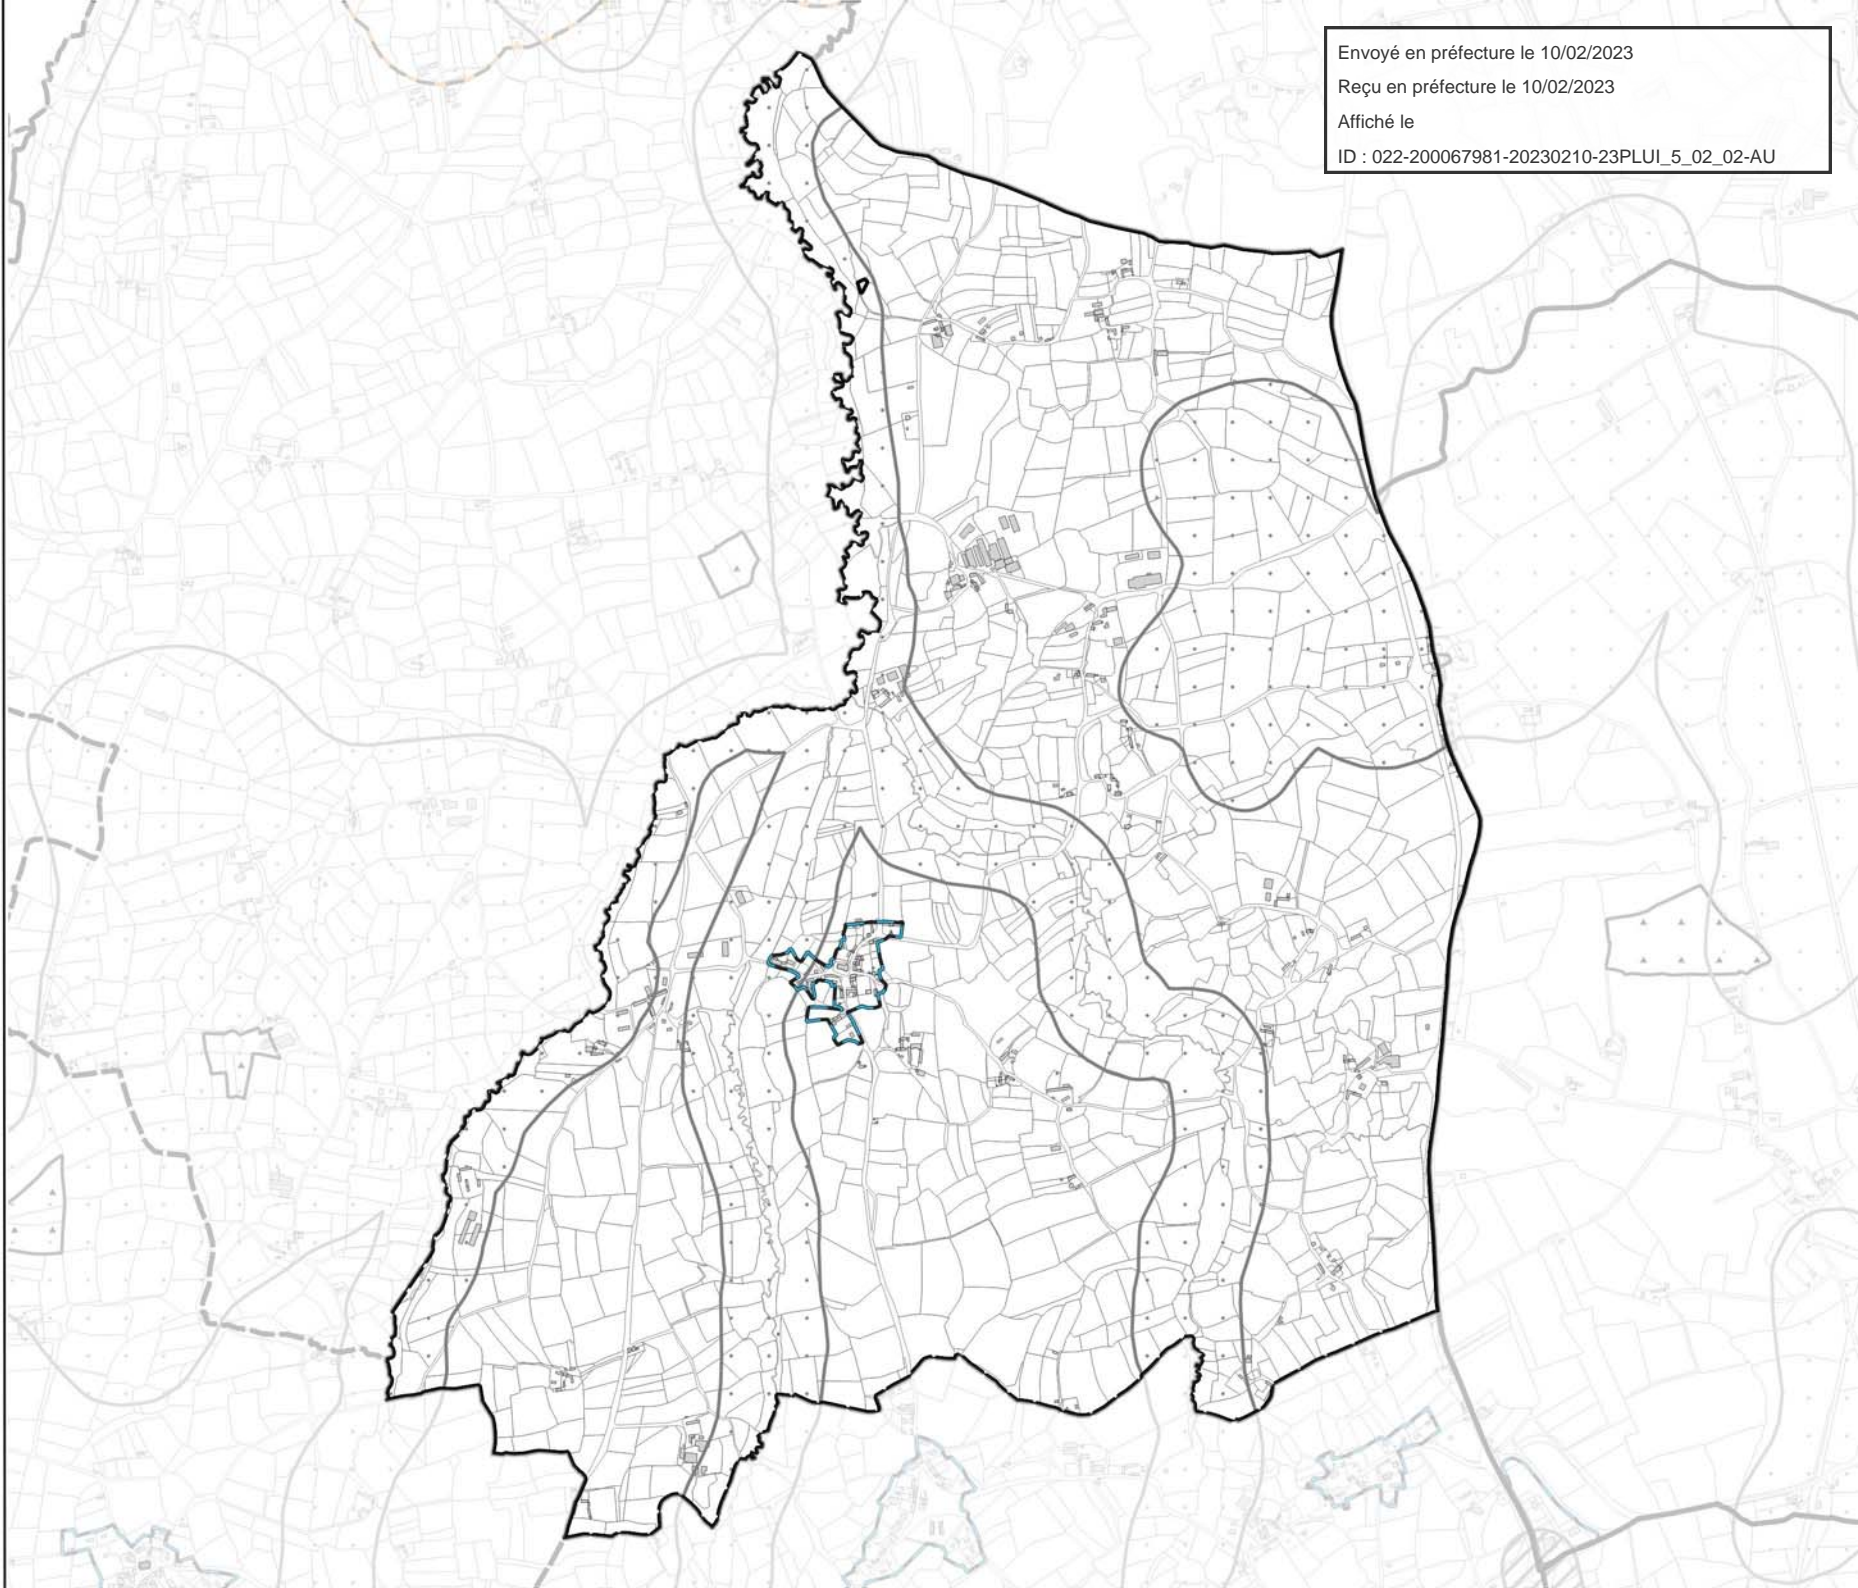 Envoyé en préfecture le 10/02/2023
Reçu en préfecture le 10/02/2023
Affiché le
ID : 022-200067981-20230210-23PLUI_5_02_02-AU